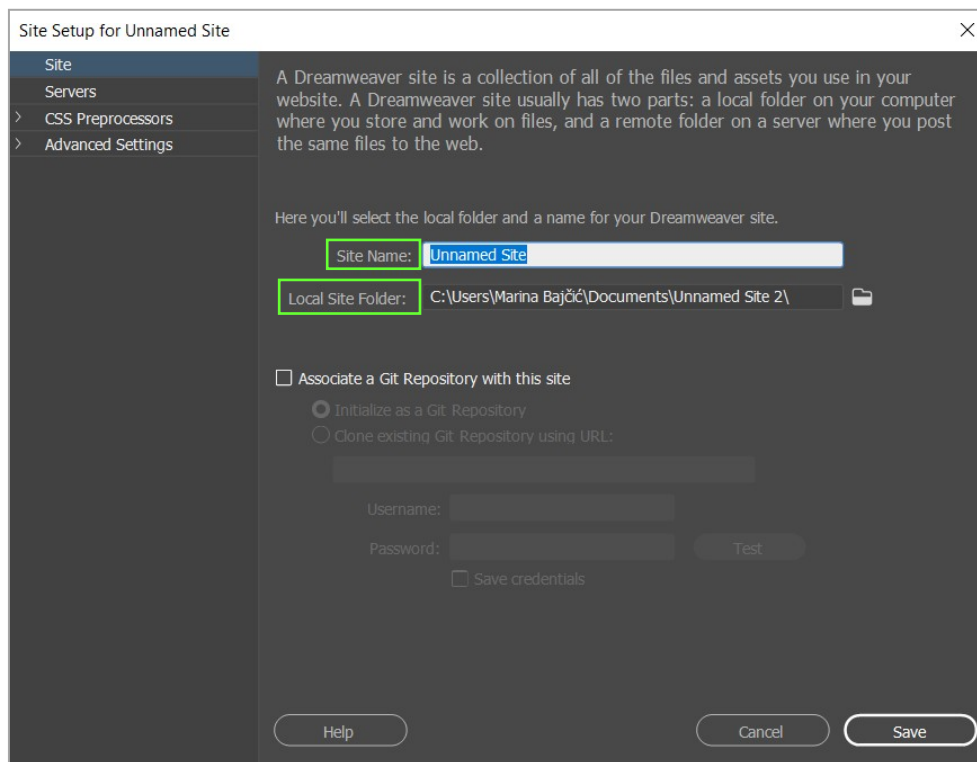 Site Setup for Unnamed Site
Site
Servers
CSS Preprocessors
Advanced Settings
A Dreamweaver site is a collection of all of the files and assets you use in your
website. A Dreamweaver site usually has two parts: a local folder on your computer
where you store and work on files, and a remote folder on a server where you post
the same files to the web.
Here you'll select the local folder and a name for your Dreamweaver site.
Site Name: Unnamed Site
Local Site Folder: C:\Users\Marina Bajčić\Documents\Unnamed Site 2\
Associate a Git Repository with this site
Initialize as a Git Repository
Clone existing Git Repository using URL:
Username:
Password: Test
Save credentials
Help Cancel Save